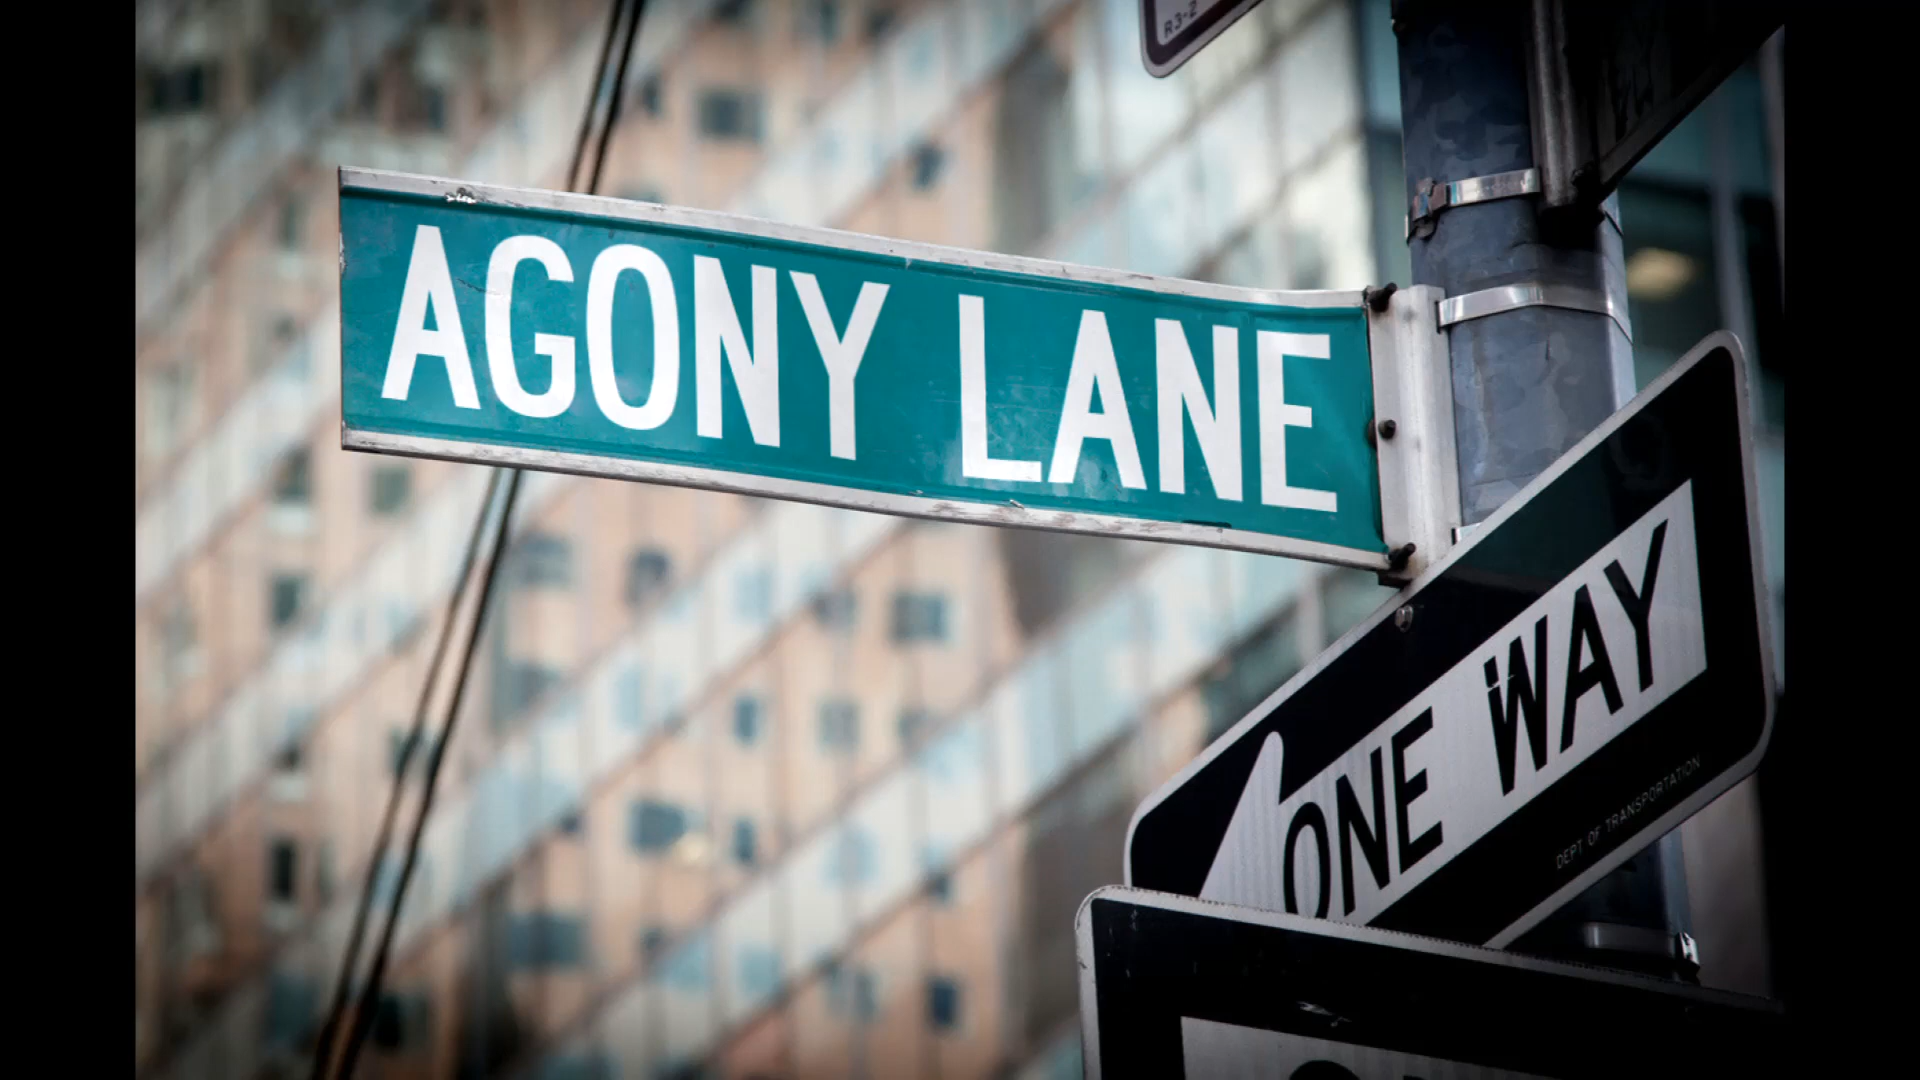 R3-2
AGONY LANE
ONE WAY
DEPT OF TRANSPORTATION